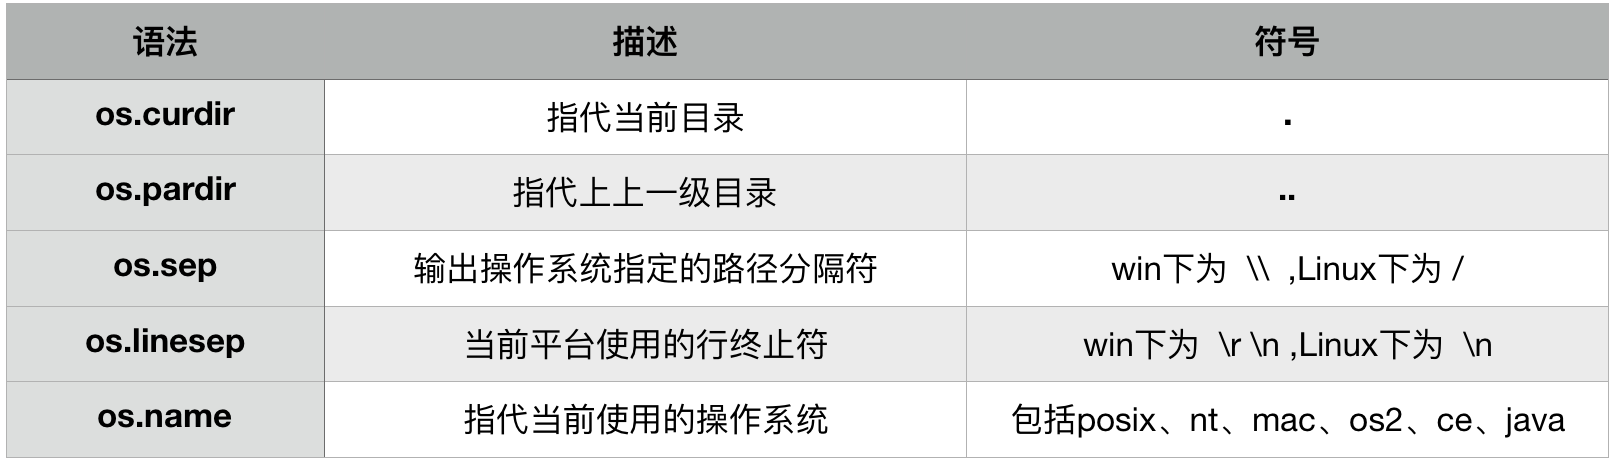 语法 描述 符号
os.curdir 指代当前目录 .
os.pardir 指代上上一级目录 ..
os.sep 输出操作系统指定的路径分隔符 win下为 \\ ,Linux下为 /
os.linesep 当前平台使用的行终止符 win下为 \r \n ,Linux下为 \n
os.name 指代当前使用的操作系统 包括posix、nt、mac、os2、ce、java